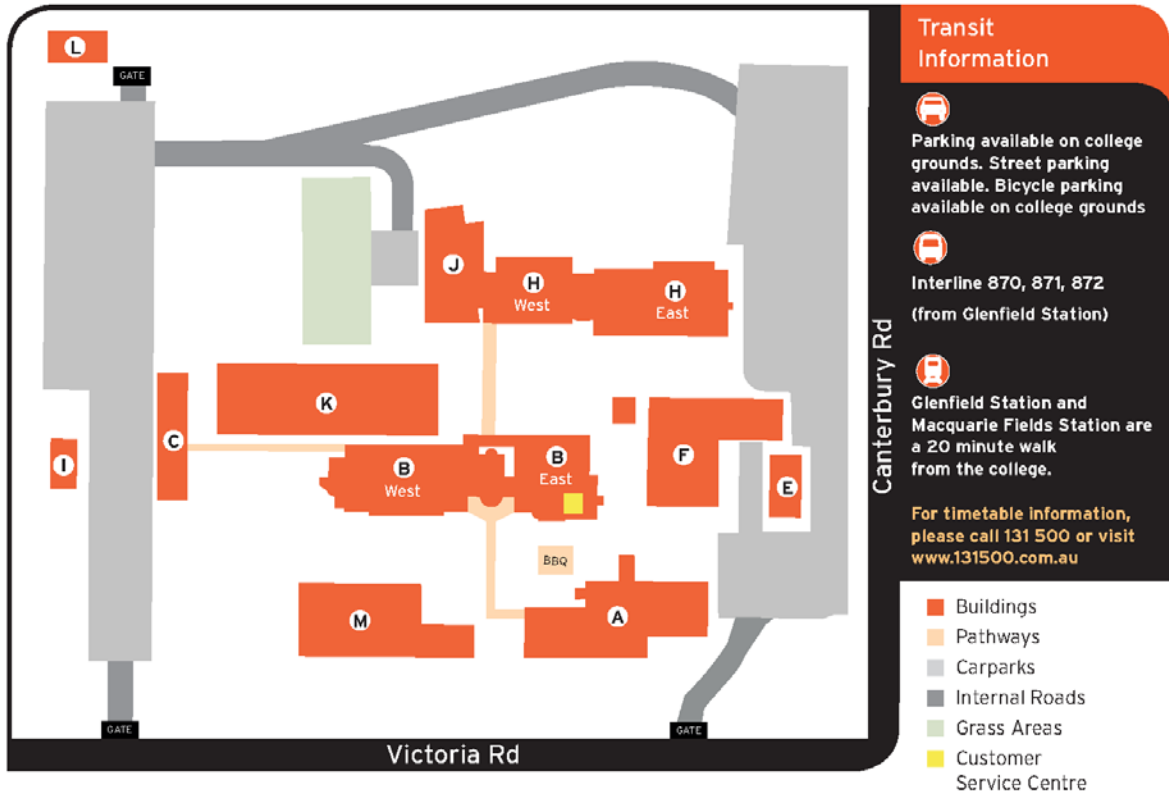 L
GATE
J
H
West
H
East
K
C
I
B
West
B
East
F
E
BBQ
M
A
GATE
GATE
Victoria Rd
Canterbury Rd
Transit
Information
Parking available on college
grounds. Street parking
available. Bicycle parking
available on college grounds
Interline 870, 871, 872
(from Glenfield Station)
Glenfield Station and
Macquarie Fields Station are
a 20 minute walk
from the college.
For timetable information,
please call 131 500 or visit
www.131500.com.au
Buildings
Pathways
Carparks
Internal Roads
Grass Areas
Customer
Service Centre